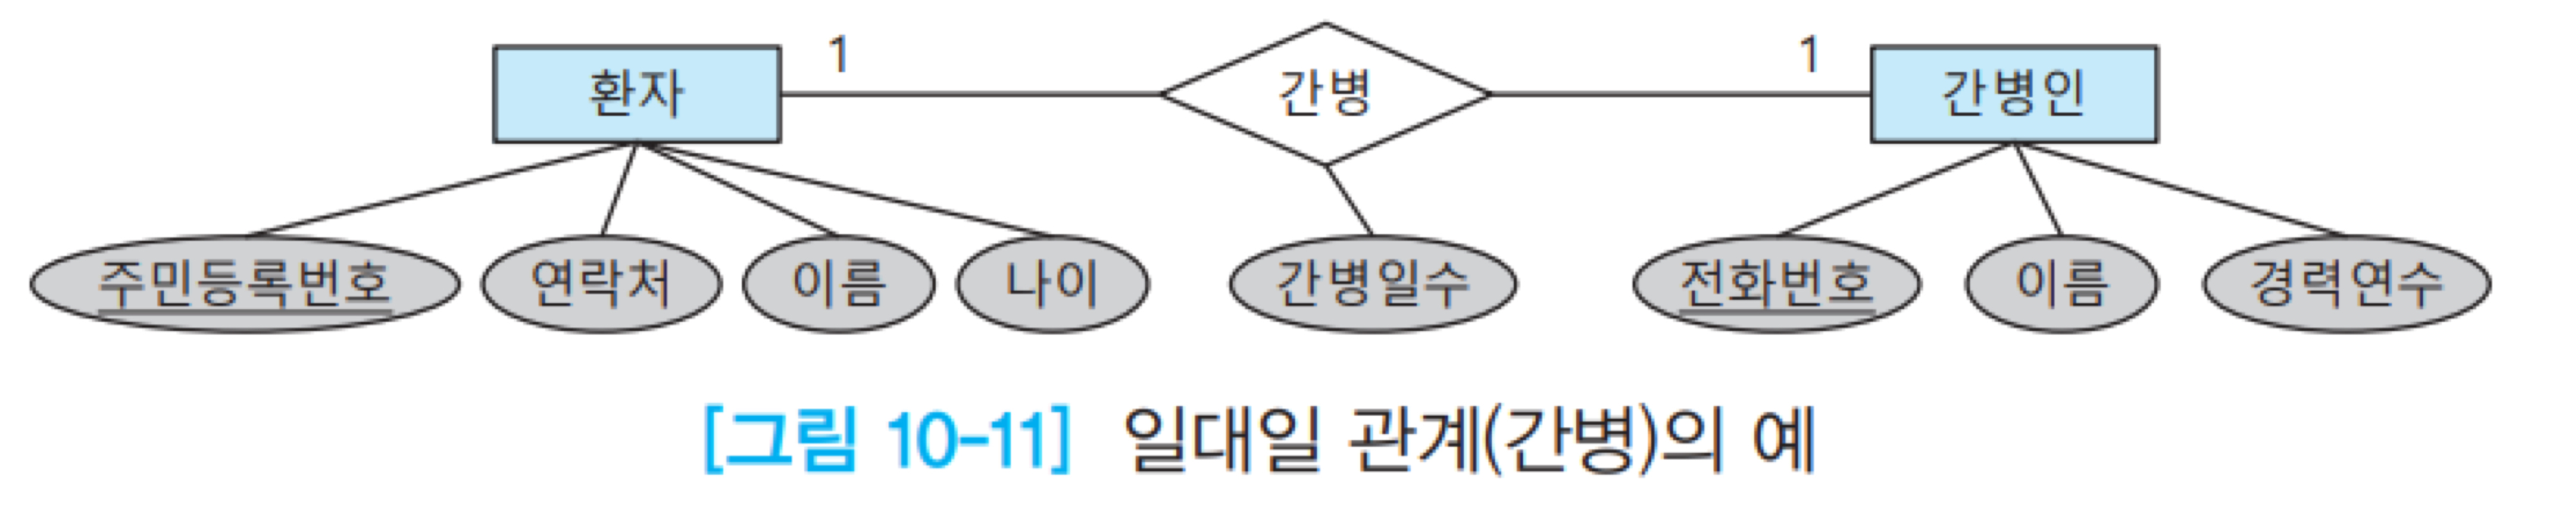 1 1
환자 간병 간병인
주민등록번호 연락처 이름 나이 간병일수 전화번호 이름 경력연수
[그림 10-11] 일대일 관계(간병)의 예